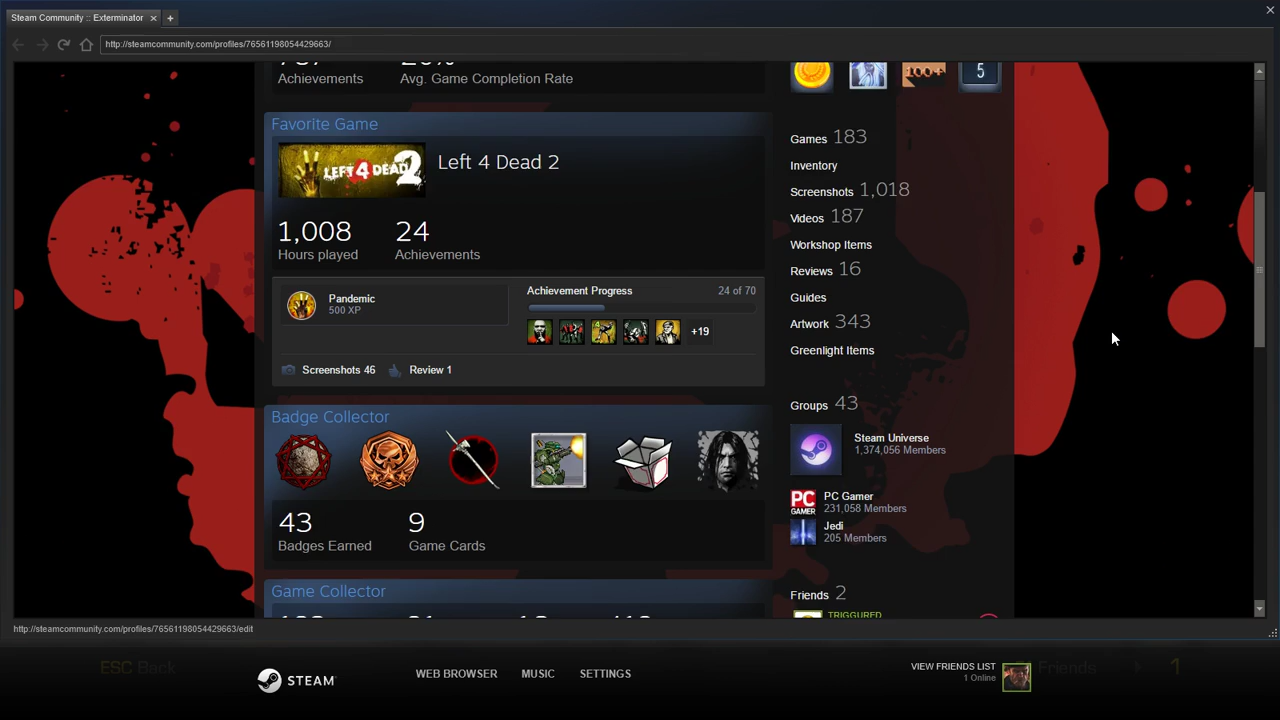 Steam Community :: Exterminator × +
http://steamcommunity.com/profiles/76561198054429663/
Achievements
Avg. Game Completion Rate
100+
5
Favorite Game
LEFT 4 DEAD 2
Left 4 Dead 2
1,008
Hours played
24
Achievements
Pandemic
500 XP
Achievement Progress
24 of 70
+19
Screenshots 46
Review 1
Badge Collector
43
Badges Earned
9
Game Cards
Game Collector
Games 183
Inventory
Screenshots 1,018
Videos 187
Workshop Items
Reviews 16
Guides
Artwork 343
Greenlight Items
Groups 43
Steam Universe
1,374,056 Members
PC GAMER
PC Gamer
231,058 Members
Jedi
205 Members
Friends 2
TRIGGURED
http://steamcommunity.com/profiles/76561198054429663/edit
ESC Back
STEAM
WEB BROWSER
MUSIC
SETTINGS
VIEW FRIENDS LIST
1 Online
Friends
1